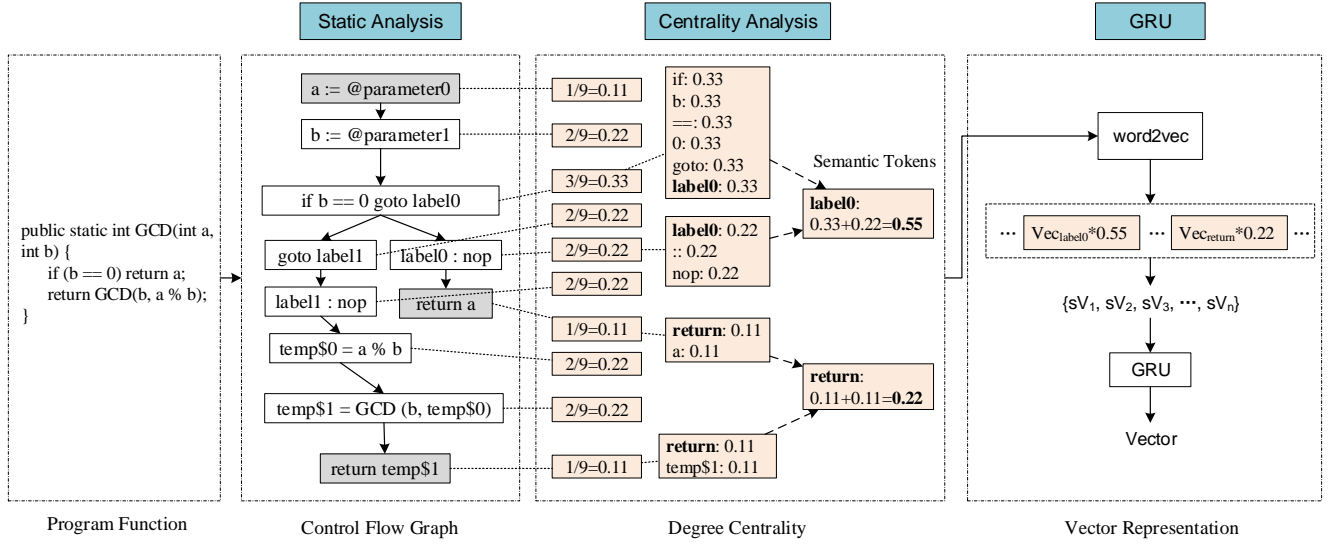 Static Analysis
Centrality Analysis
GRU
public static int GCD(int a,
int b) {
if (b == 0) return a;
return GCD(b, a % b);
}
Program Function
a := @parameter0
b := @parameter1
if b == 0 goto label0
goto label1
label0 : nop
label1 : nop
return a
temp$0 = a % b
temp$1 = GCD (b, temp$0)
return temp$1
Control Flow Graph
1/9=0.11
2/9=0.22
3/9=0.33
2/9=0.22
2/9=0.22
2/9=0.22
1/9=0.11
2/9=0.22
2/9=0.22
1/9=0.11
if: 0.33
b: 0.33
==: 0.33
0: 0.33
goto: 0.33
label0: 0.33
label0: 0.22
:: 0.22
nop: 0.22
return: 0.11
a: 0.11
return: 0.11
temp$1: 0.11
Semantic Tokens
label0:
0.33+0.22=0.55
return:
0.11+0.11=0.22
Degree Centrality
word2vec
··· Veclabel0*0.55 ··· Vecreturn*0.22 ···
{sV1, sV2, sV3, ···, sVn}
GRU
Vector
Vector Representation